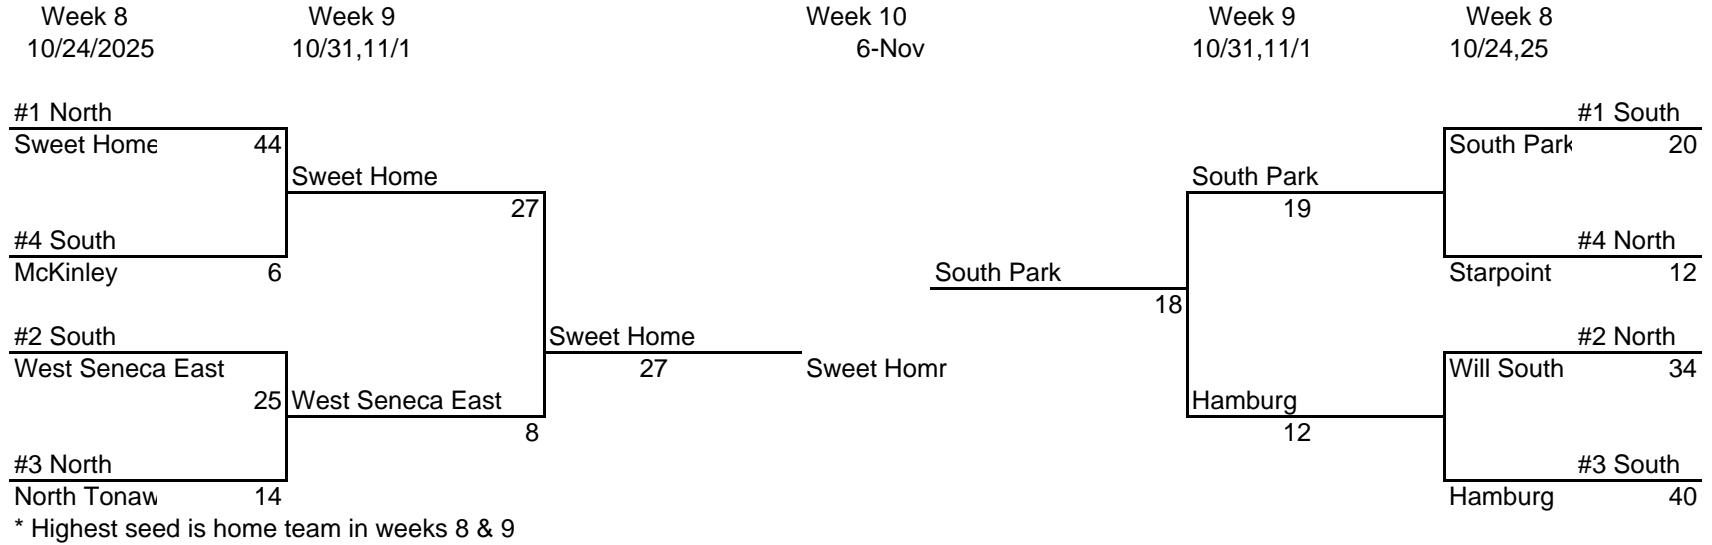 Week 8 Week 9 Week 10 Week 9 Week 8
10/24/2025 10/31,11/1 6-Nov 10/31,11/1 10/24,25
#1 North #1 South
Sweet Home 44 South Park 20
Sweet Home South Park
27 19
#4 South #4 North
McKinley 6 South Park Starpoint 12
18
#2 South Sweet Home #2 North
West Seneca East 27 Sweet Homr Will South 34
25 West Seneca East Hamburg
8 12
#3 North #3 South
North Tonaw 14 Hamburg 40
* Highest seed is home team in weeks 8 & 9